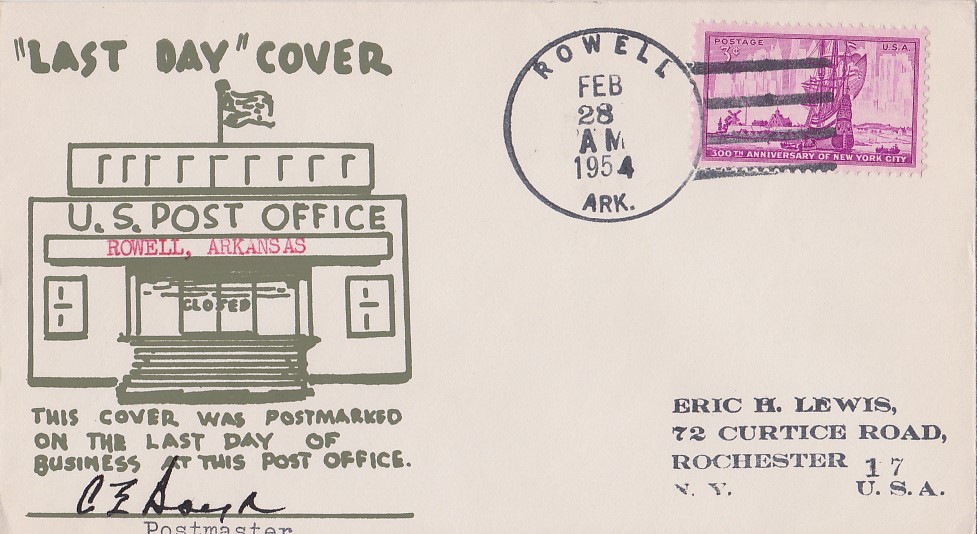 "LAST DAY" COVER
U.S. POST OFFICE
ROWELL, ARKANSAS
CLOSED
THIS COVER WAS POSTMARKED
ON THE LAST DAY OF
BUSINESS AT THIS POST OFFICE.
C E
Postmaster
ROWELL
FEB
28
AM
1954
ARK.
POSTAGE
3¢
U.S.A.
300TH ANNIVERSARY OF NEW YORK CITY
ERIC H. LEWIS,
72 CURTICE ROAD,
ROCHESTER 17
N. Y. U. S. A.